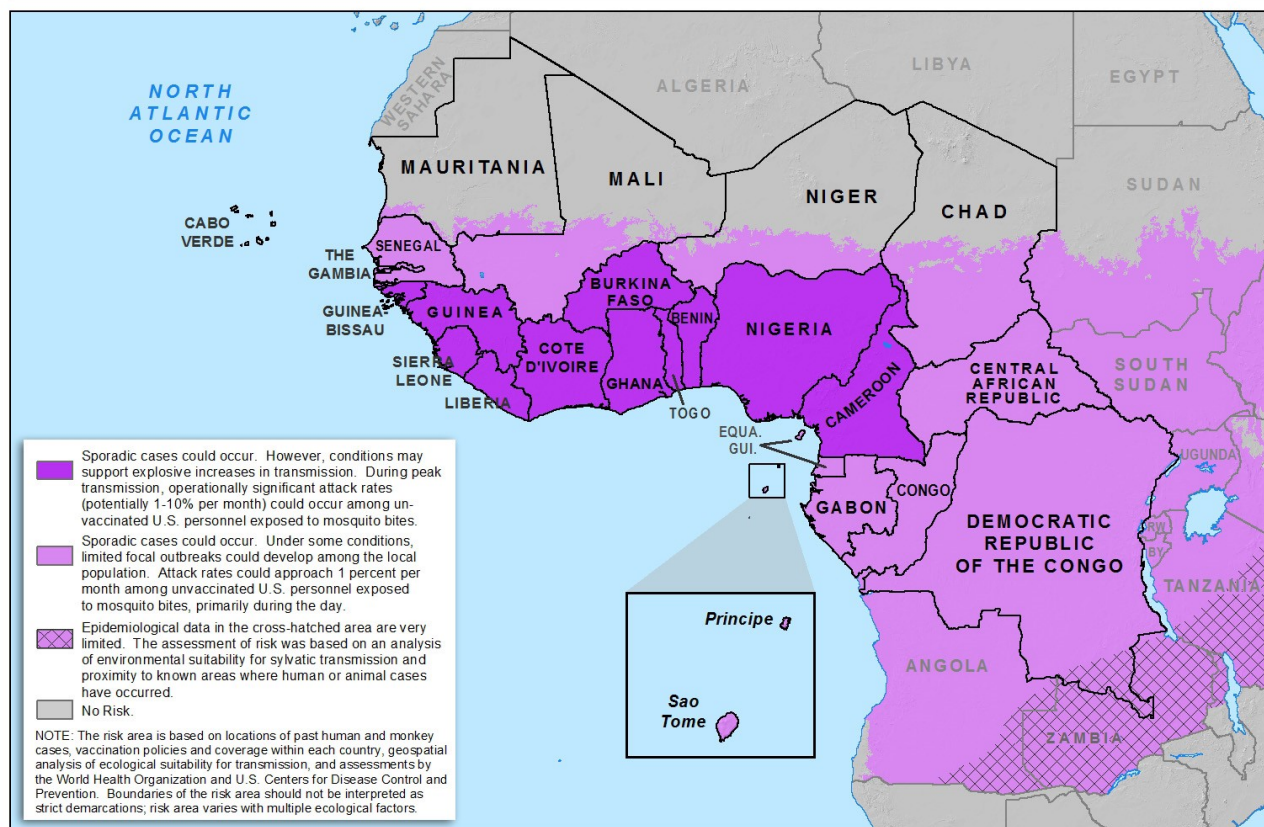 NORTH
ATLANTIC
OCEAN
WESTERN
SAHARA
ALGERIA
LIBYA
EGYPT
MAURITANIA
MALI
NIGER
CHAD
SUDAN
CABO
VERDE
THE
GAMBIA
SENEGAL
GUINEA-
BISSAU
GUINEA
SIERRA
LEONE
LIBERIA
COTE
D'IVOIRE
BURKINA
FASO
GHANA
BENIN
TOGO
NIGERIA
CAMEROON
CENTRAL
AFRICAN
REPUBLIC
SOUTH
SUDAN
EQUA.
GUI.
GABON
CONGO
DEMOCRATIC
REPUBLIC
OF THE CONGO
UGUNDA
RW
BY
TANZANIA
ANGOLA
ZAMBIA
Principe
Sao
Tome
Sporadic cases could occur. However, conditions may
support explosive increases in transmission. During peak
transmission, operationally significant attack rates
(potentially 1-10% per month) could occur among un-
vaccinated U.S. personnel exposed to mosquito bites.
Sporadic cases could occur. Under some conditions,
limited focal outbreaks could develop among the local
population. Attack rates could approach 1 percent per
month among unvaccinated U.S. personnel exposed
to mosquito bites, primarily during the day.
Epidemiological data in the cross-hatched area are very
limited. The assessment of risk was based on an analysis
of environmental suitability for sylvatic transmission and
proximity to known areas where human or animal cases
have occurred.
No Risk.
NOTE: The risk area is based on locations of past human and monkey
cases, vaccination policies and coverage within each country, geospatial
analysis of ecological suitability for transmission, and assessments by
the World Health Organization and U.S. Centers for Disease Control and
Prevention. Boundaries of the risk area should not be interpreted as
strict demarcations; risk area varies with multiple ecological factors.